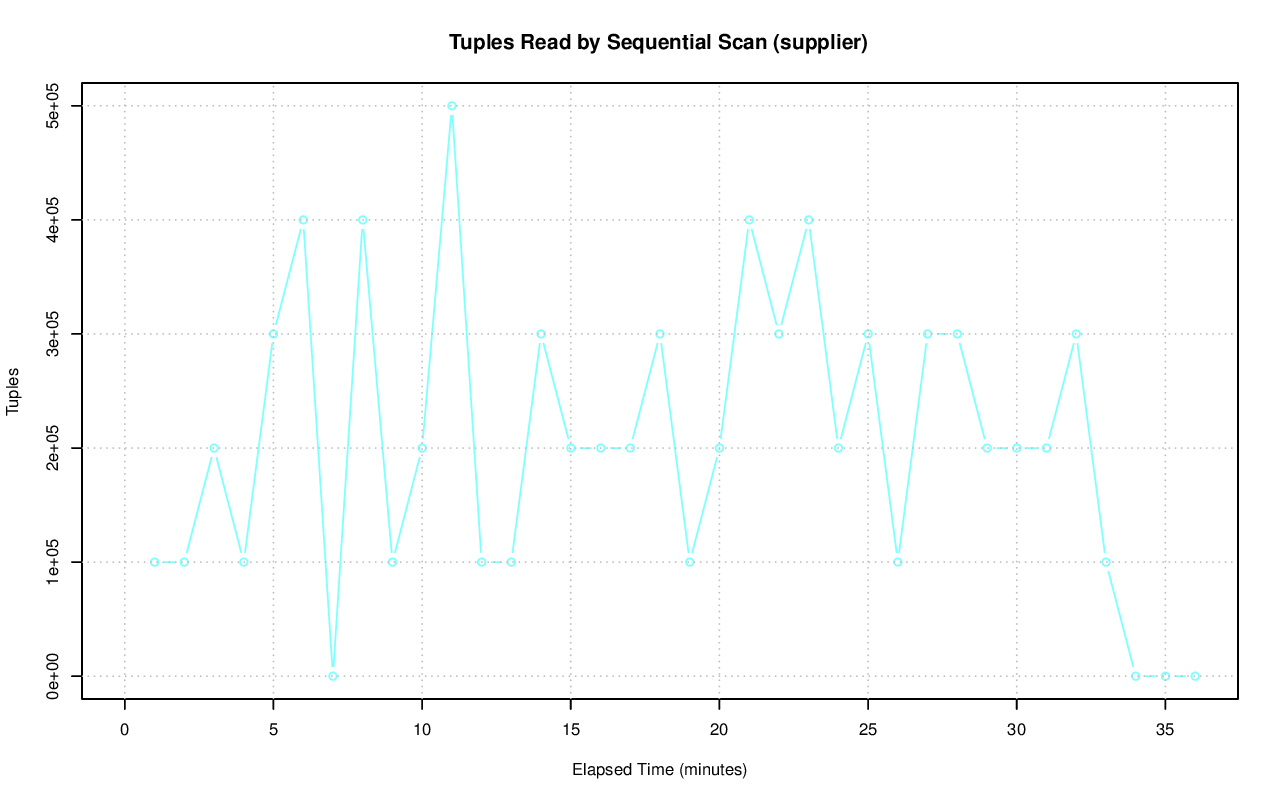 Tuples Read by Sequential Scan (supplier)
5e+05
4e+05
3e+05
2e+05
1e+05
0e+00
Tuples
0 5 10 15 20 25 30 35
Elapsed Time (minutes)